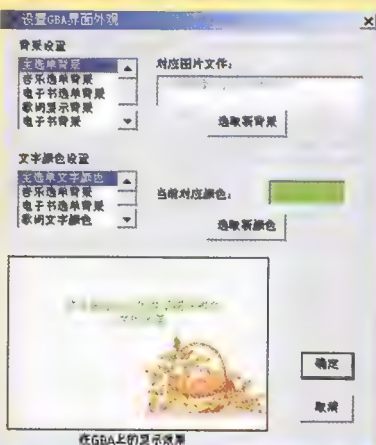 设置GBA界面外观
背景设置
主选单背景
音乐选单背景
电子书选单背景
歌词显示背景
电子书背景
对应图片文件:
选取新背景
文字颜色设置
主选单文字颜色
音乐选单背景
电子书选单背景
歌词文字颜色
当前对应颜色:
选取新颜色
确定
取消
在GBA上的显示效果